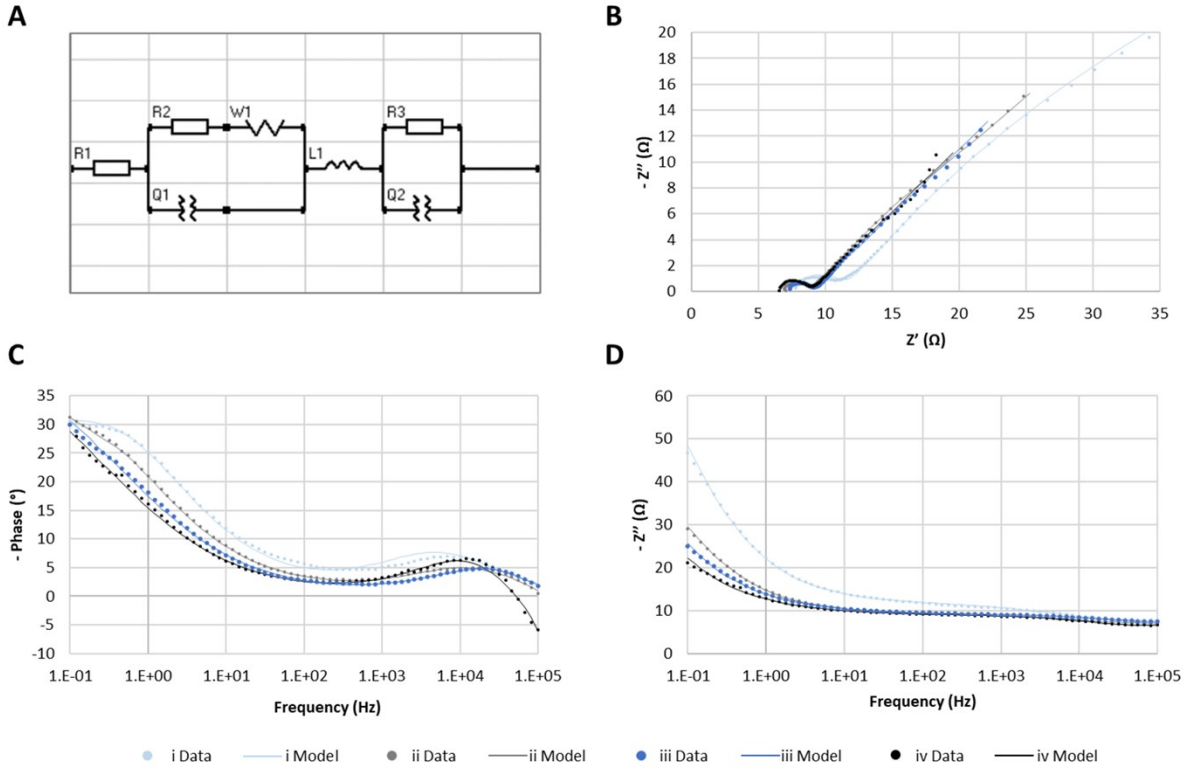 A
R1
R2
W1
Q1
L1
R3
Q2
B
20
18
16
14
12
10
8
6
4
2
0
- Z’’ (Ω)
0 5 10 15 20 25 30 35
Z’ (Ω)
C
35
30
25
20
15
10
5
0
-5
-10
- Phase (°)
1.E-01 1.E+00 1.E+01 1.E+02 1.E+03 1.E+04 1.E+05
Frequency (Hz)
D
60
50
40
30
20
10
0
- Z’’ (Ω)
1.E-01 1.E+00 1.E+01 1.E+02 1.E+03 1.E+04 1.E+05
Frequency (Hz)
i Data i Model ii Data ii Model iii Data iii Model iv Data iv Model